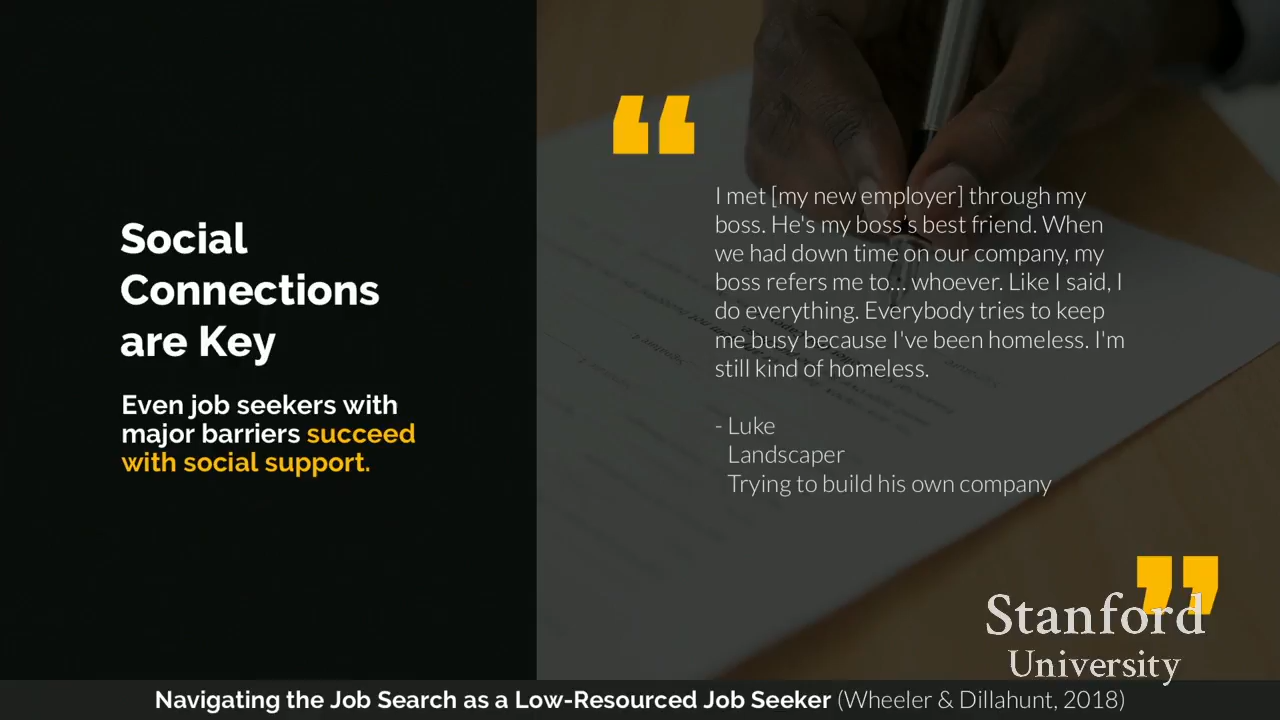 Social
Connections
are Key
Even job seekers with
major barriers succeed
with social support.
“
I met [my new employer] through my
boss. He's my boss's best friend. When
we had down time on our company, my
boss refers me to... whoever. Like I said, I
do everything. Everybody tries to keep
me busy because I've been homeless. I'm
still kind of homeless.
- Luke
Landscaper
Trying to build his own company
”
Stanford
University
Navigating the Job Search as a Low-Resourced Job Seeker (Wheeler & Dillahunt, 2018)